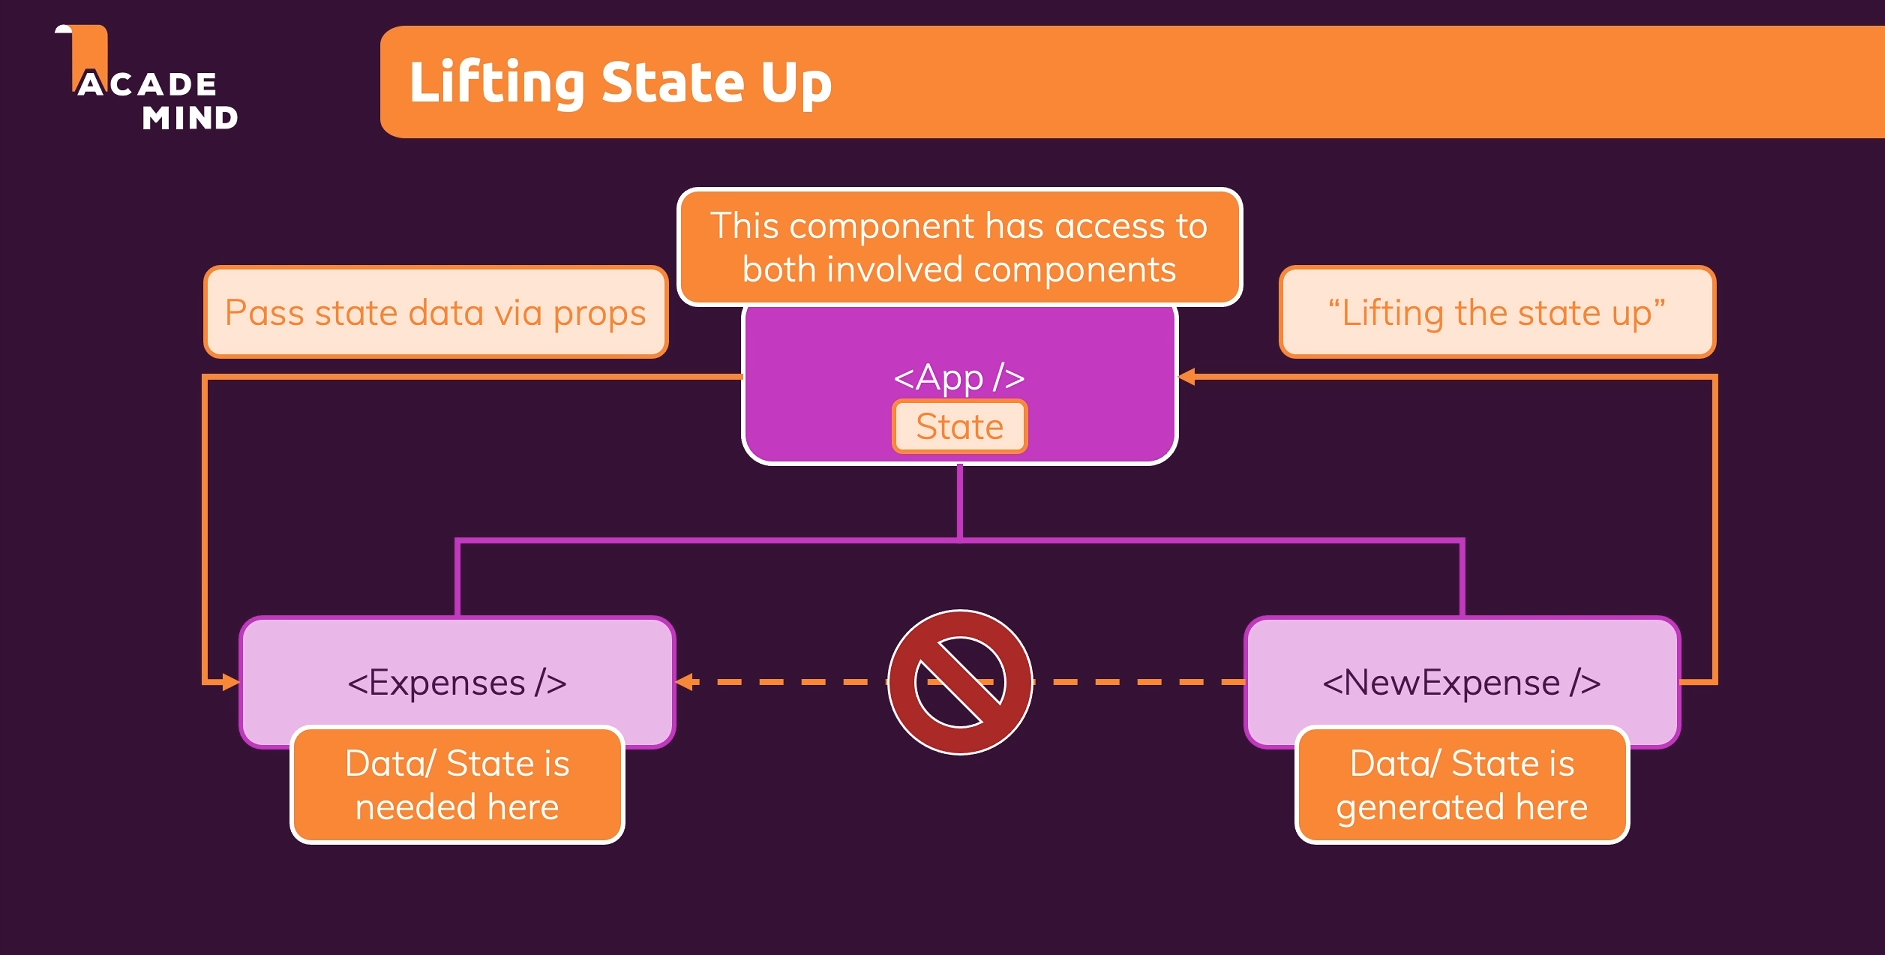 ACADE
MIND
Lifting State Up
This component has access to
both involved components
Pass state data via props
“Lifting the state up”
<App />
State
<Expenses />
<NewExpense />
Data/ State is
needed here
Data/ State is
generated here